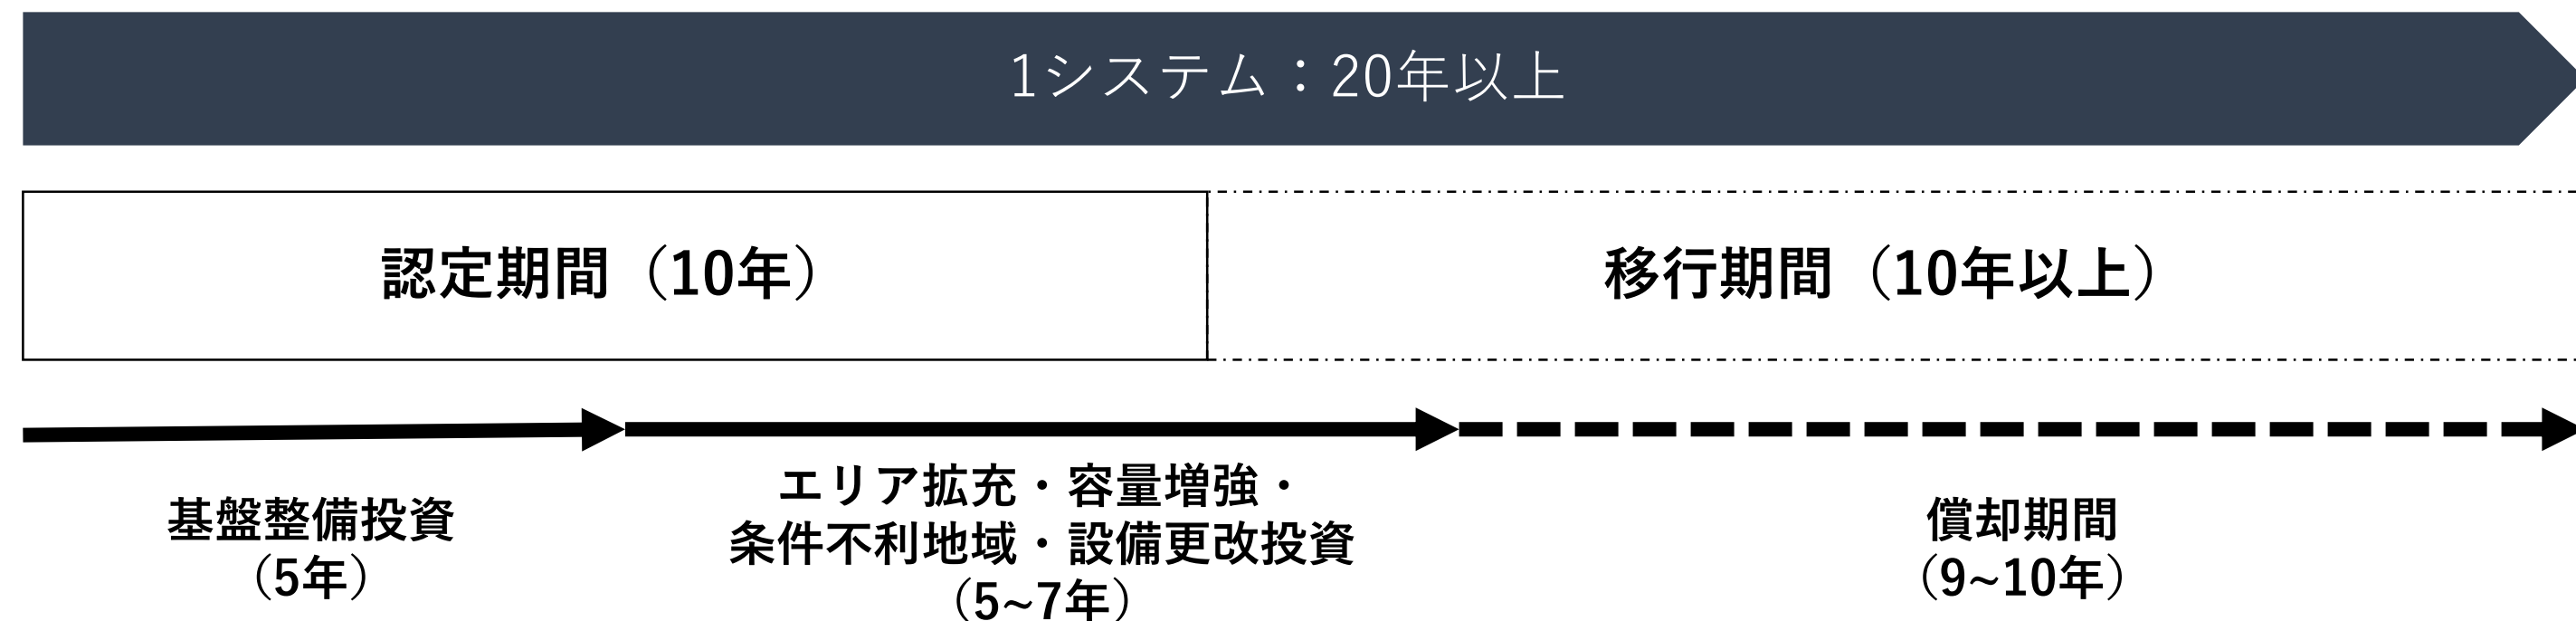 1システム：20年以上
認定期間（10年）
移行期間（10年以上）
基盤整備投資
（5年）
エリア拡充・容量増強・
条件不利地域・設備更改投資
（5~7年）
償却期間
（9~10年）